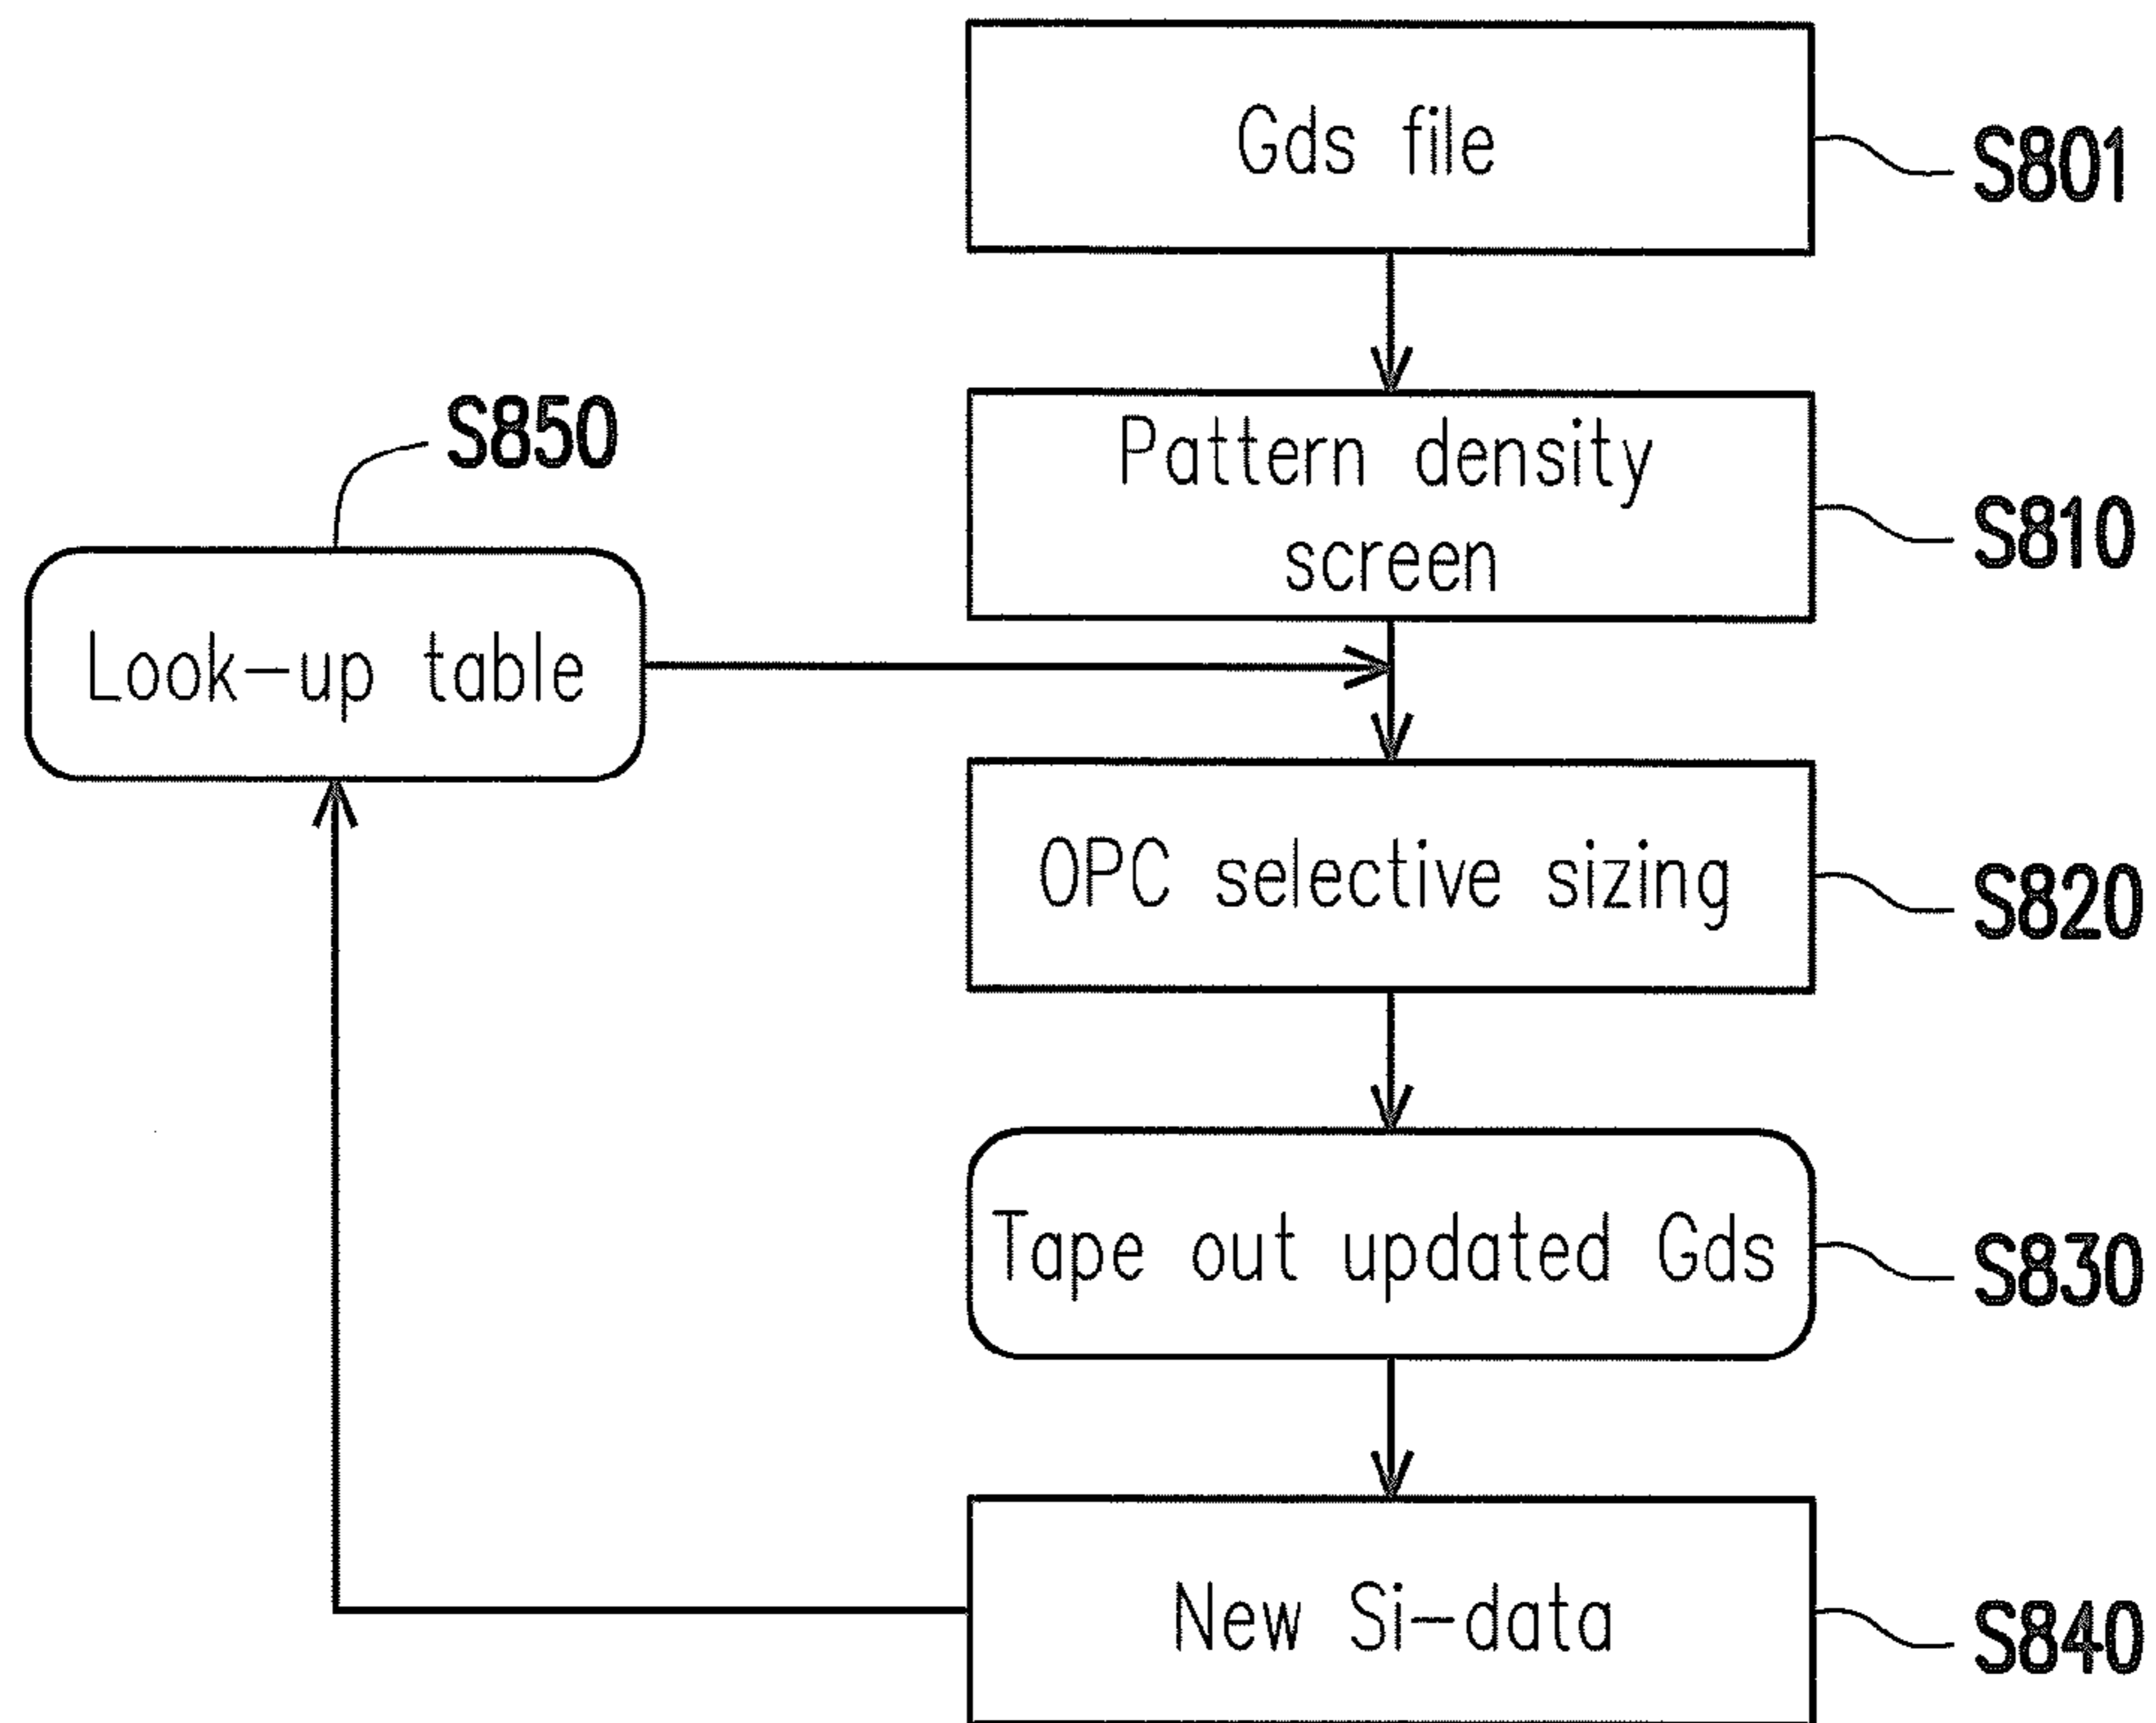 Gds file
S801
Pattern density
screen
S810
S850
Look-up table
OPC selective sizing
S820
Tape out updated Gds
S830
New Si-data
S840